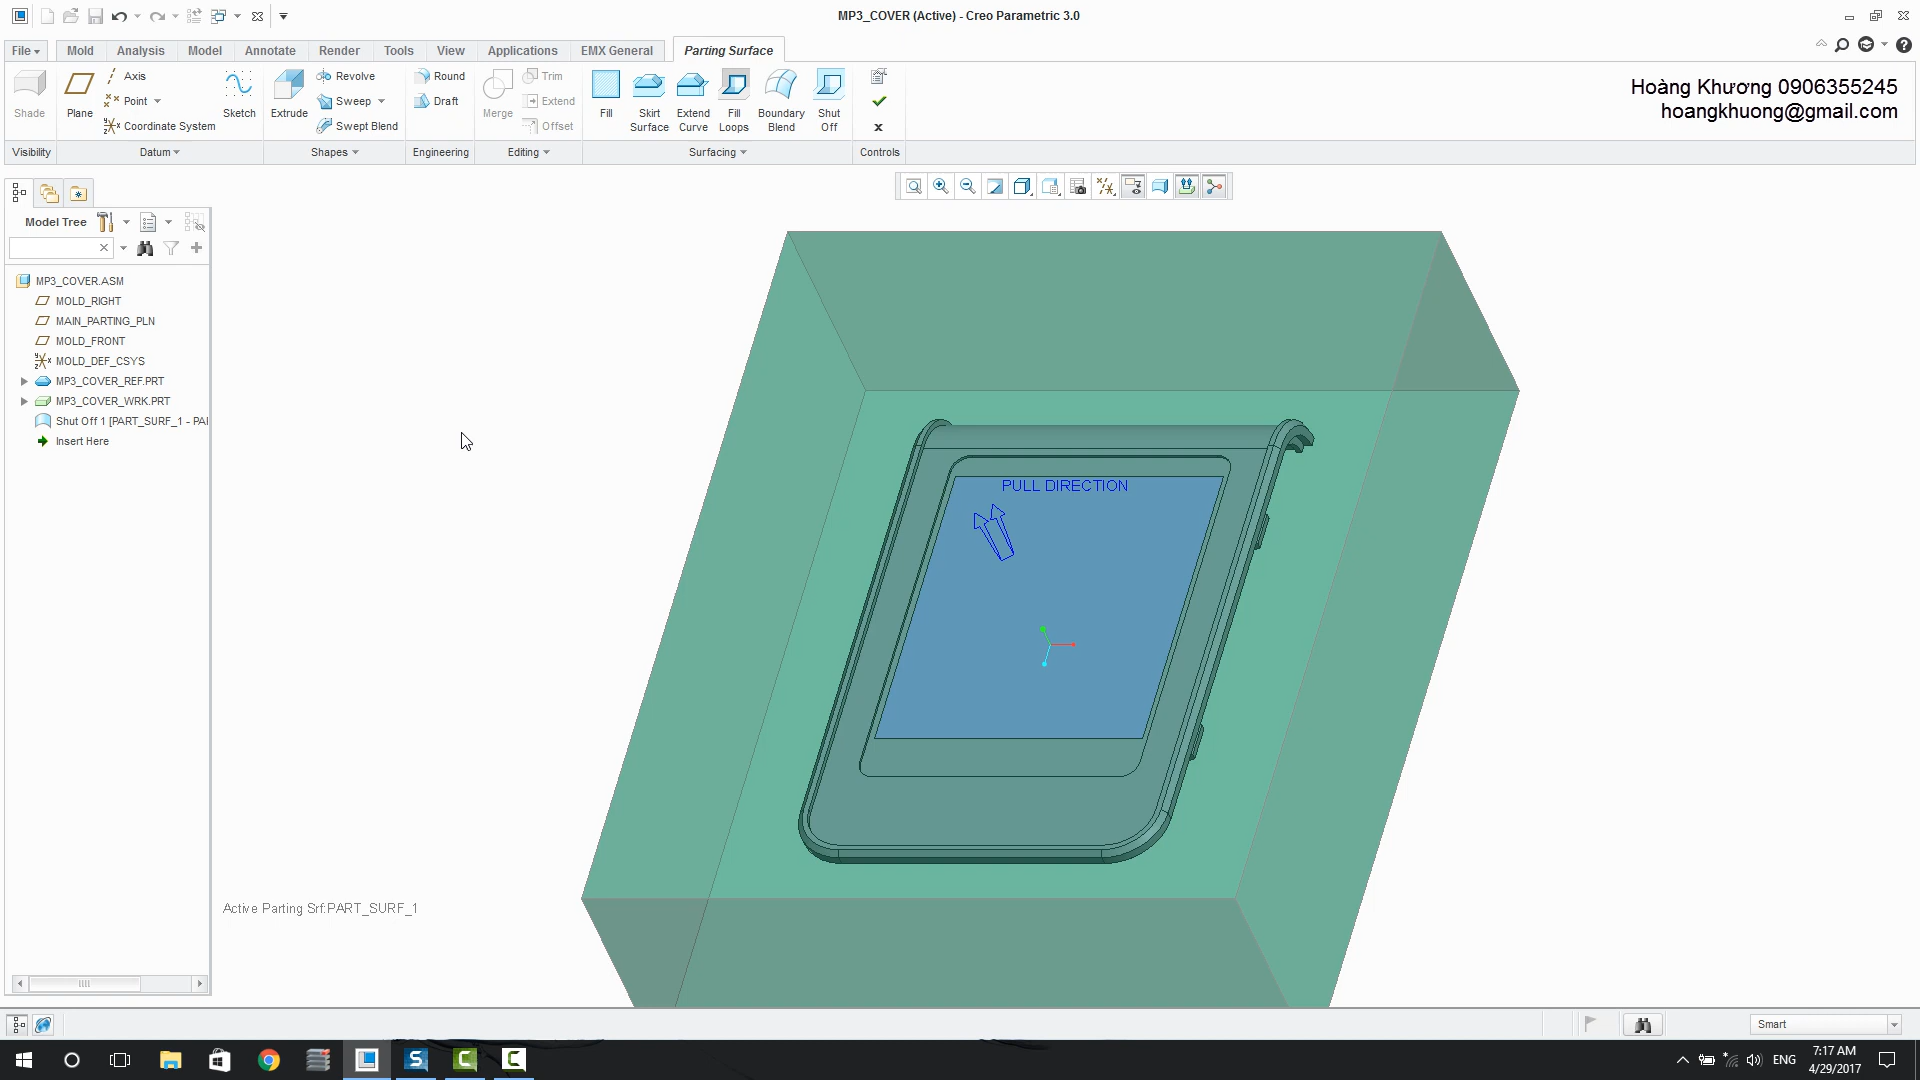 MP3_COVER (Active) - Creo Parametric 3.0
File
Mold
Analysis
Model
Annotate
Render
Tools
View
Applications
EMX General
Parting Surface
Shade
Plane
Axis
Point
Coordinate System
Sketch
Extrude
Revolve
Sweep
Swept Blend
Round
Draft
Merge
Trim
Extend
Offset
Fill
Skirt
Surface
Extend
Curve
Fill
Loops
Boundary
Blend
Shut
Off
Hoàng Khương 0906355245
hoangkhuong@gmail.com
Visibility
Datum
Shapes
Engineering
Editing
Surfacing
Controls
Model Tree
MP3_COVER.ASM
MOLD_RIGHT
MAIN_PARTING_PLN
MOLD_FRONT
MOLD_DEF_CSYS
MP3_COVER_REF.PRT
MP3_COVER_WRK.PRT
Shut Off 1 [PART_SURF_1 - PAI
Insert Here
PULL DIRECTION
Active Parting Srf:PART_SURF_1
Smart
ENG
7:17 AM
4/29/2017